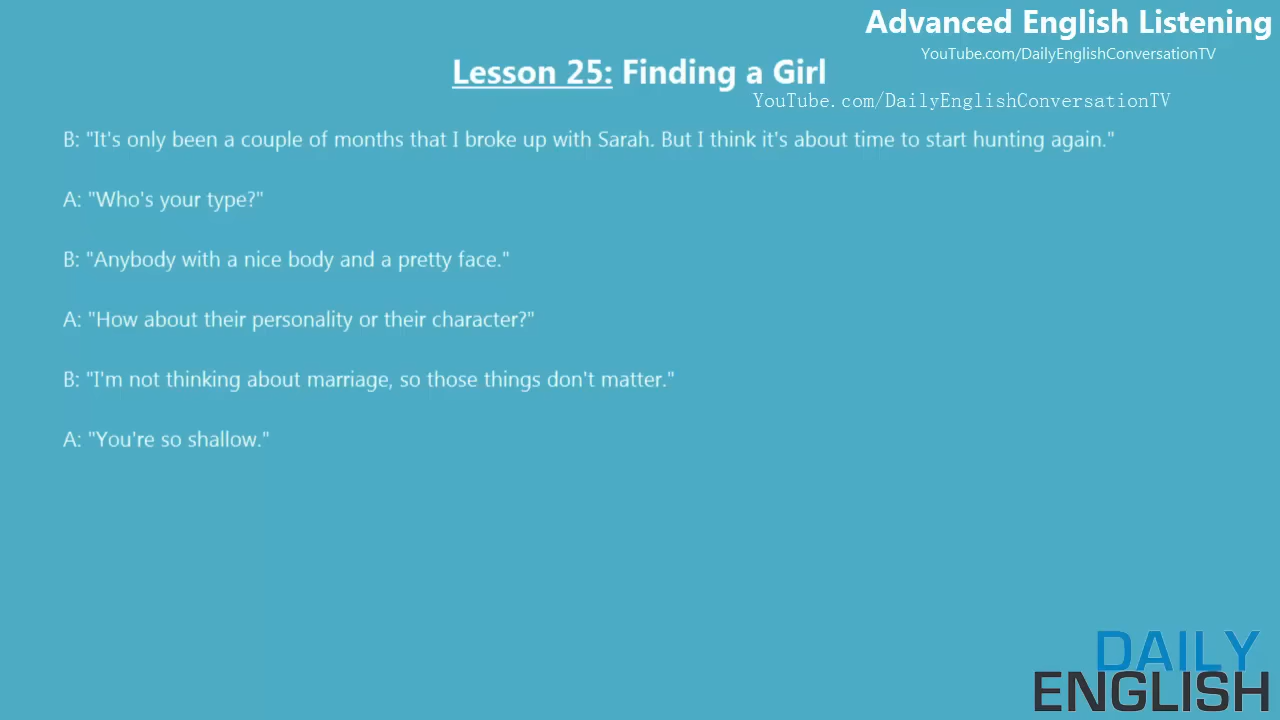 Advanced English Listening
YouTube.com/DailyEnglishConversationTV
Lesson 25: Finding a Girl
YouTube.com/DailyEnglishConversationTV
B: "It's only been a couple of months that I broke up with Sarah. But I think it's about time to start hunting again."
A: "Who's your type?"
B: "Anybody with a nice body and a pretty face."
A: "How about their personality or their character?"
B: "I'm not thinking about marriage, so those things don't matter."
A: "You're so shallow."
DAILY
ENGLISH